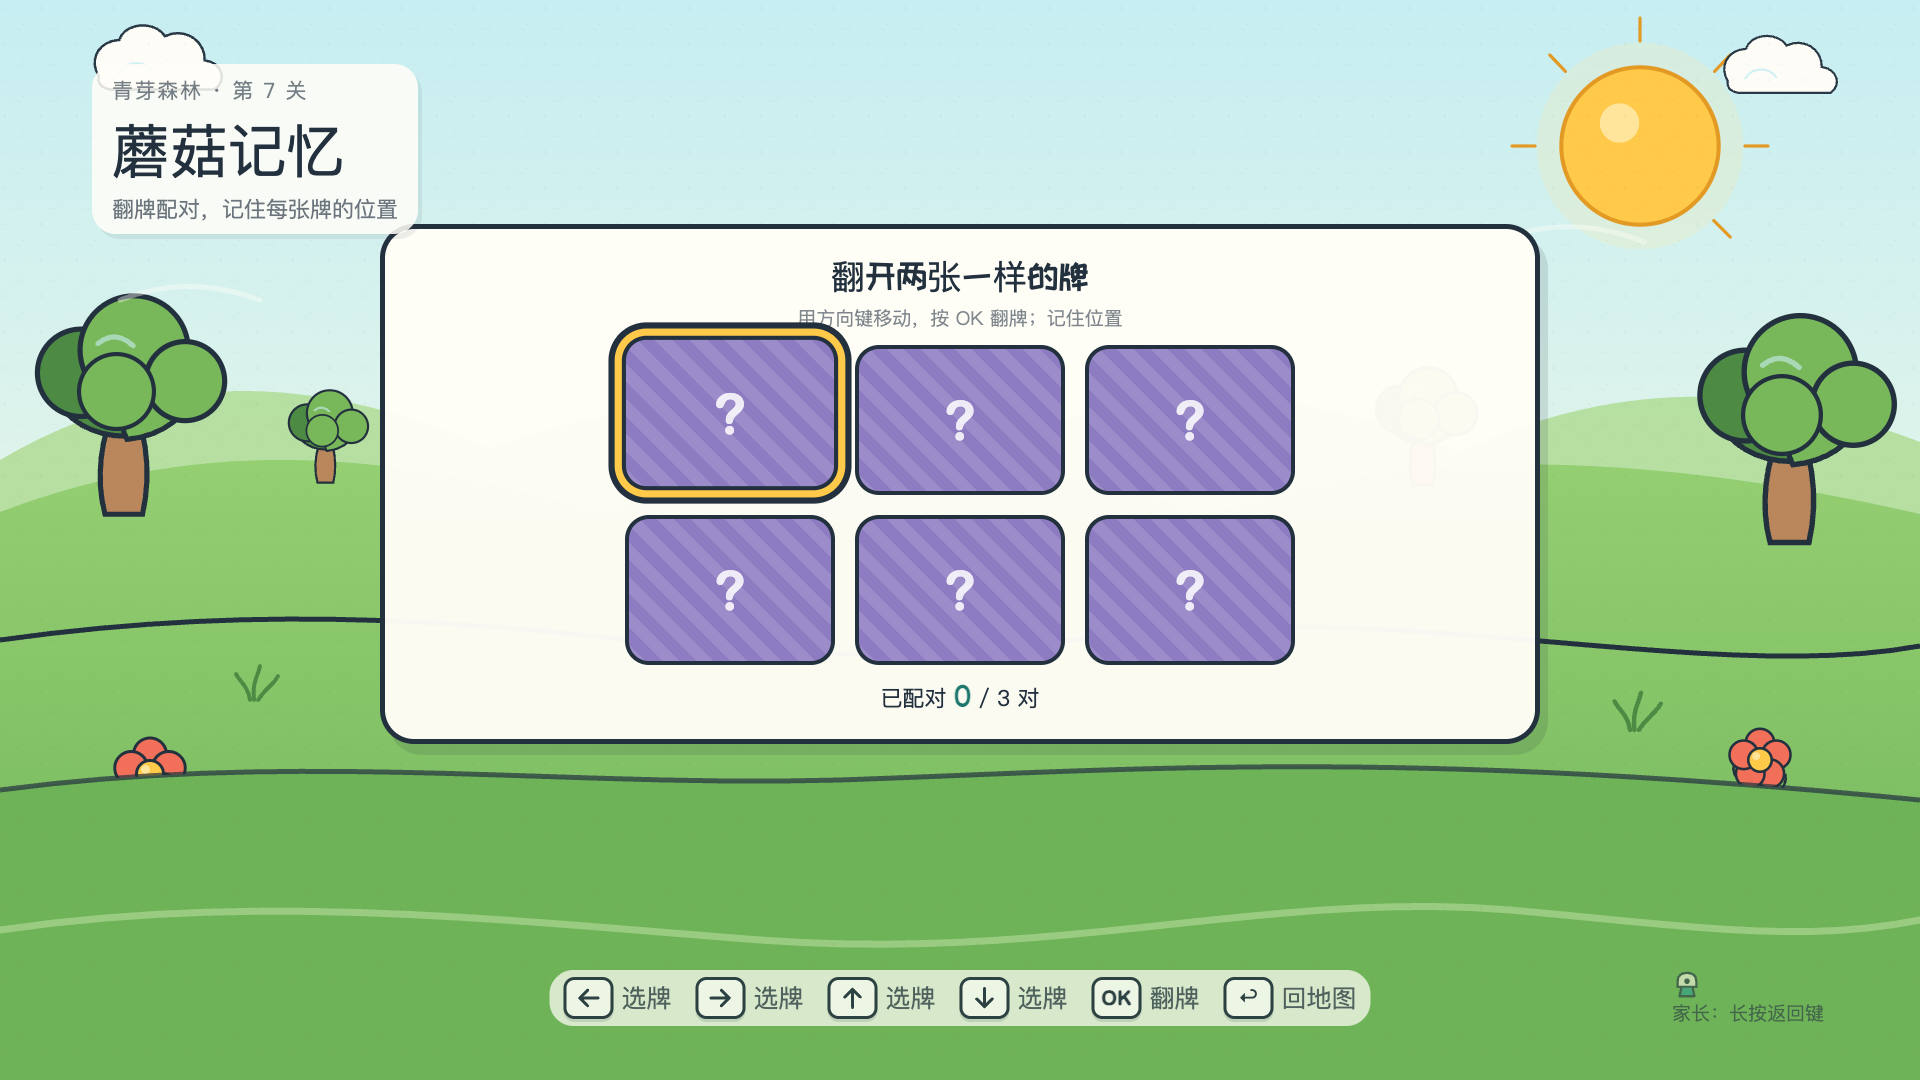 青芽森林 · 第 7 关
蘑菇记忆
翻牌配对，记住每张牌的位置
翻开两张一样的牌
用方向键移动，按 OK 翻牌；记住位置
? ? ?
? ? ?
已配对 0 / 3 对
← 选牌 → 选牌 ↑ 选牌 ↓ 选牌 OK 翻牌 ↩ 回地图
家长：长按返回键